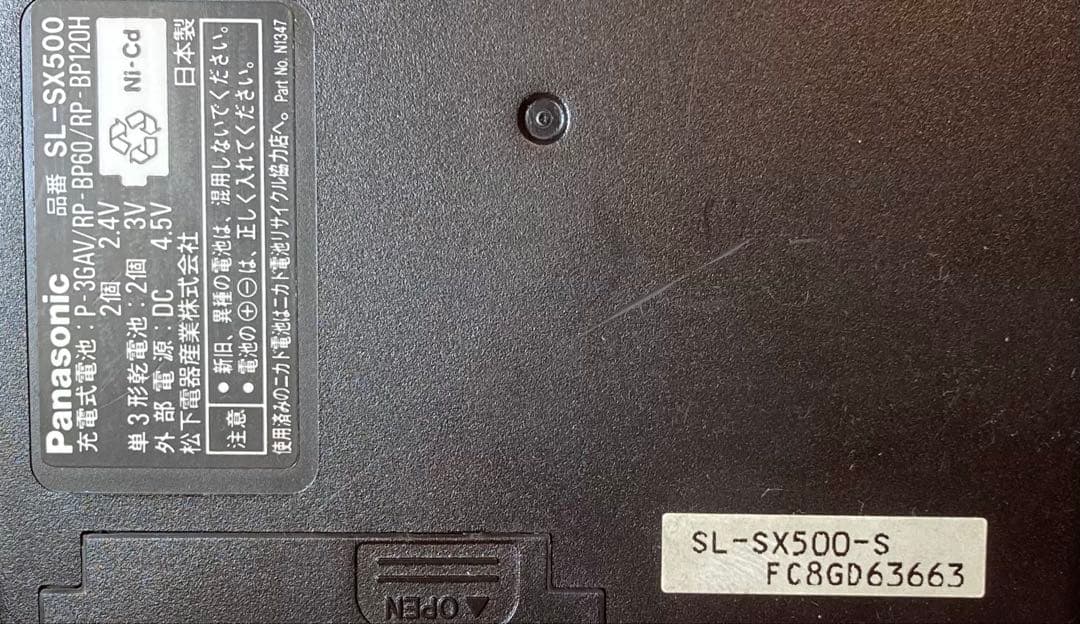 Panasonic 品番 SL-SX500
充電式電池：P-3GAV/RP-BP60/RP-BP120H
2個 2.4V
単3形乾電池：2個 3V
外部電源：DC 4.5V
松下電器産業株式会社 日本製
Ni-Cd
注意
●新旧、異種の電池は、混用しないでください。
●電池の⊕⊖は、正しく入れてください。
使用済みのニカド電池はニカド電池リサイクル協力店へ。Part No. N1347
SL-SX500-S
FC8GD63663
▲OPEN